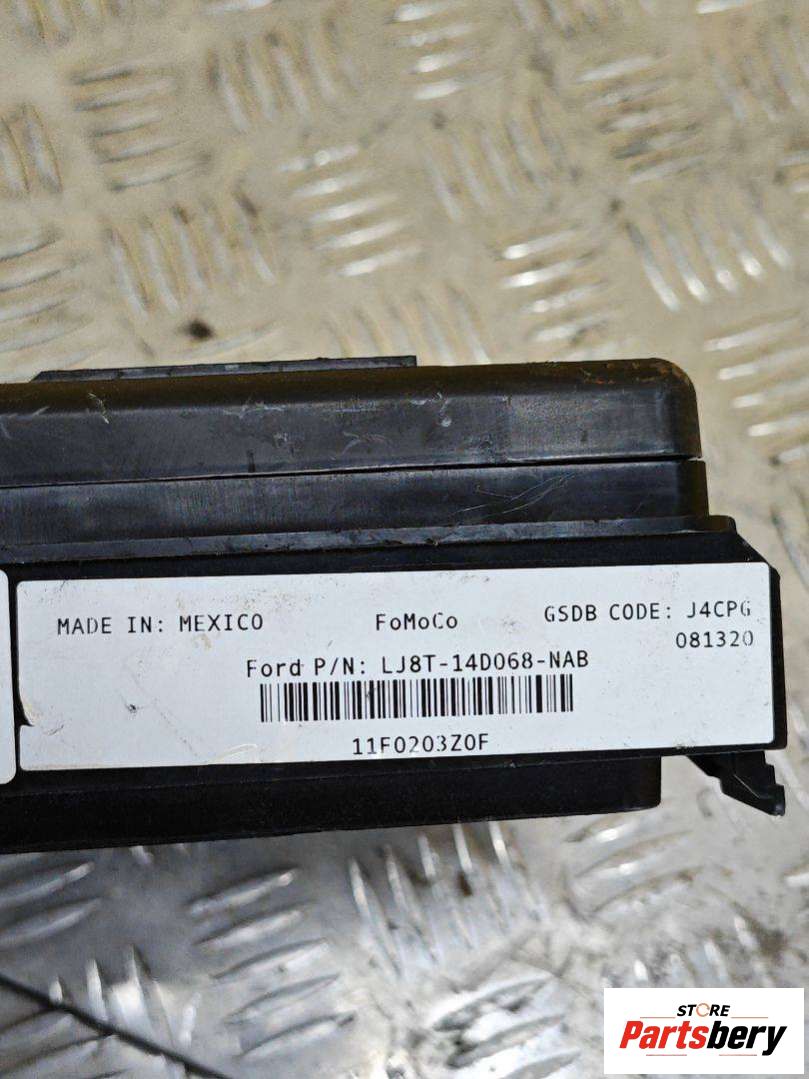 MADE IN: MEXICO FoMoCo GSDB CODE: J4CPG
081320
Ford P/N: LJ8T-14D068-NAB
11F0203Z0F
STORE
Partsbery